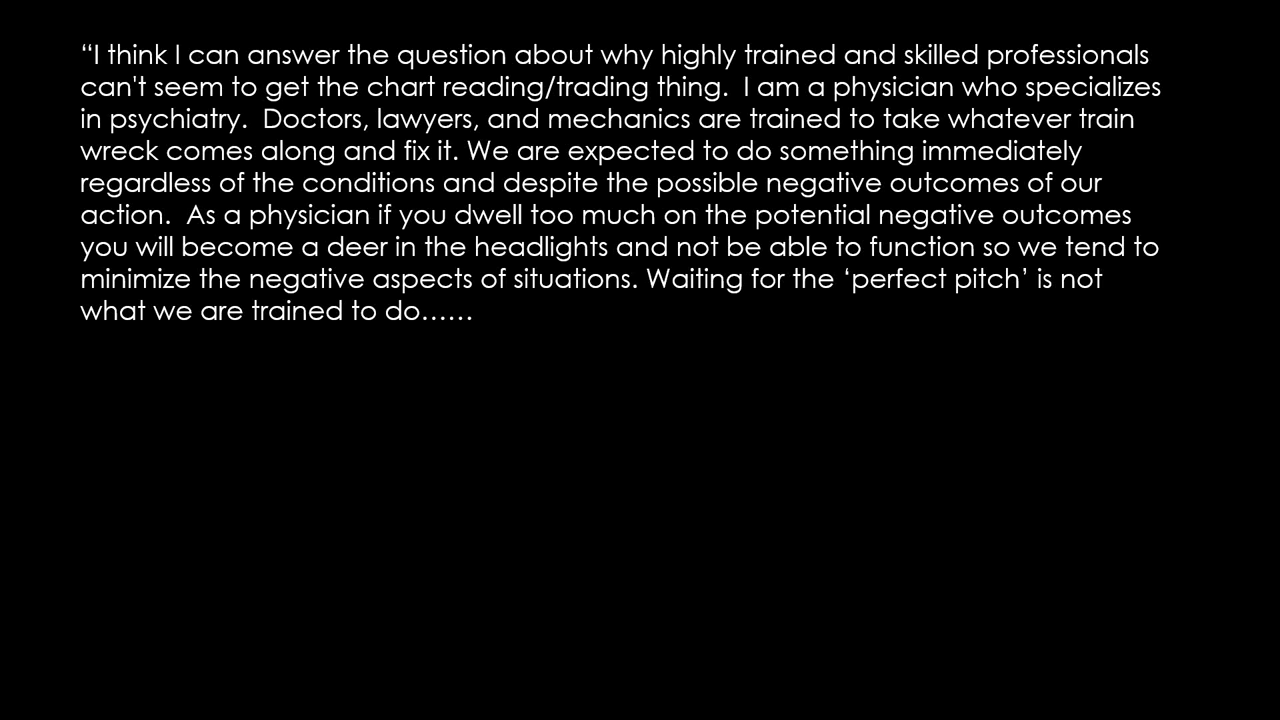 “I think I can answer the question about why highly trained and skilled professionals
can't seem to get the chart reading/trading thing.  I am a physician who specializes
in psychiatry.  Doctors, lawyers, and mechanics are trained to take whatever train
wreck comes along and fix it. We are expected to do something immediately
regardless of the conditions and despite the possible negative outcomes of our
action.  As a physician if you dwell too much on the potential negative outcomes
you will become a deer in the headlights and not be able to function so we tend to
minimize the negative aspects of situations. Waiting for the ‘perfect pitch’ is not
what we are trained to do……